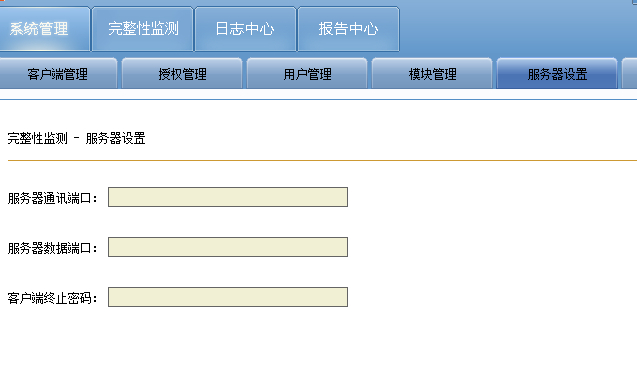 系统管理 完整性监测 日志中心 报告中心
客户端管理 授权管理 用户管理 模块管理 服务器设置
完整性监测 - 服务器设置
服务器通讯端口：
服务器数据端口：
客户端终止密码：